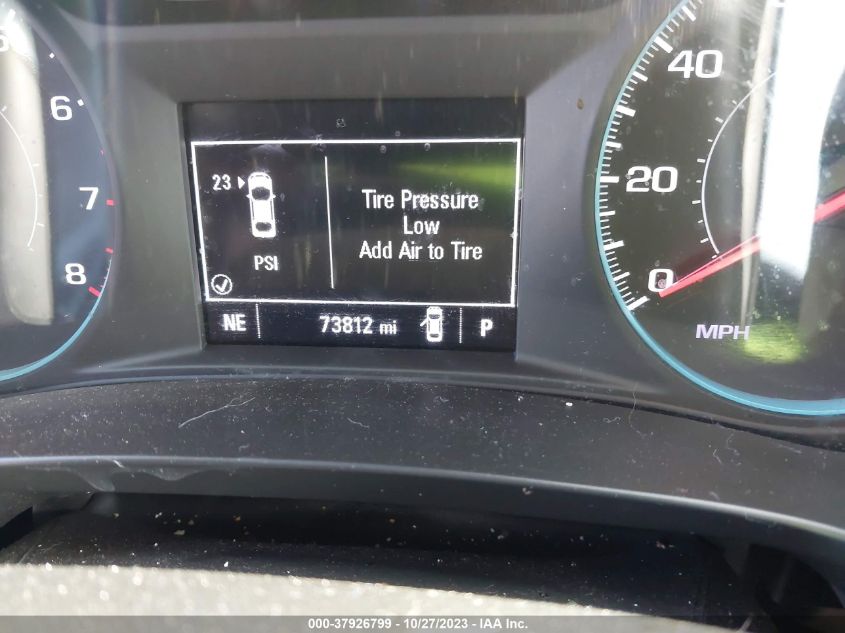 6
7
8
23
PSI
Tire Pressure
Low
Add Air to Tire
NE
73812 mi
P
40
20
0
MPH
000-37926799 - 10/27/2023 - IAA Inc.